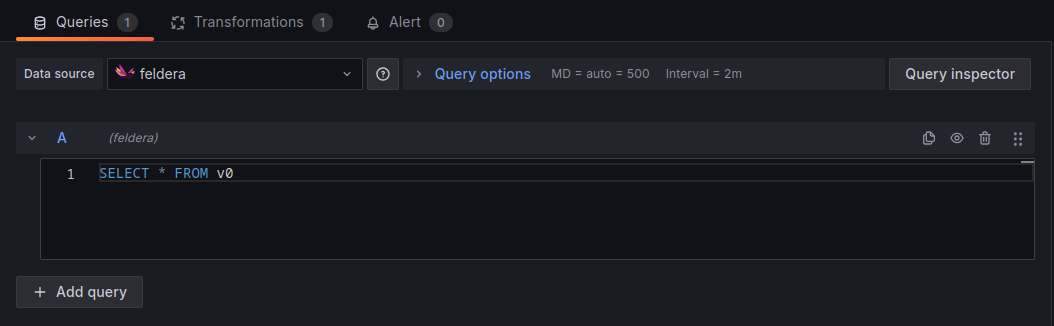 Queries 1 Transformations 1 Alert 0
Data source feldera Query options MD = auto = 500 Interval = 2m Query inspector
A (feldera)
1 SELECT * FROM v0
+ Add query